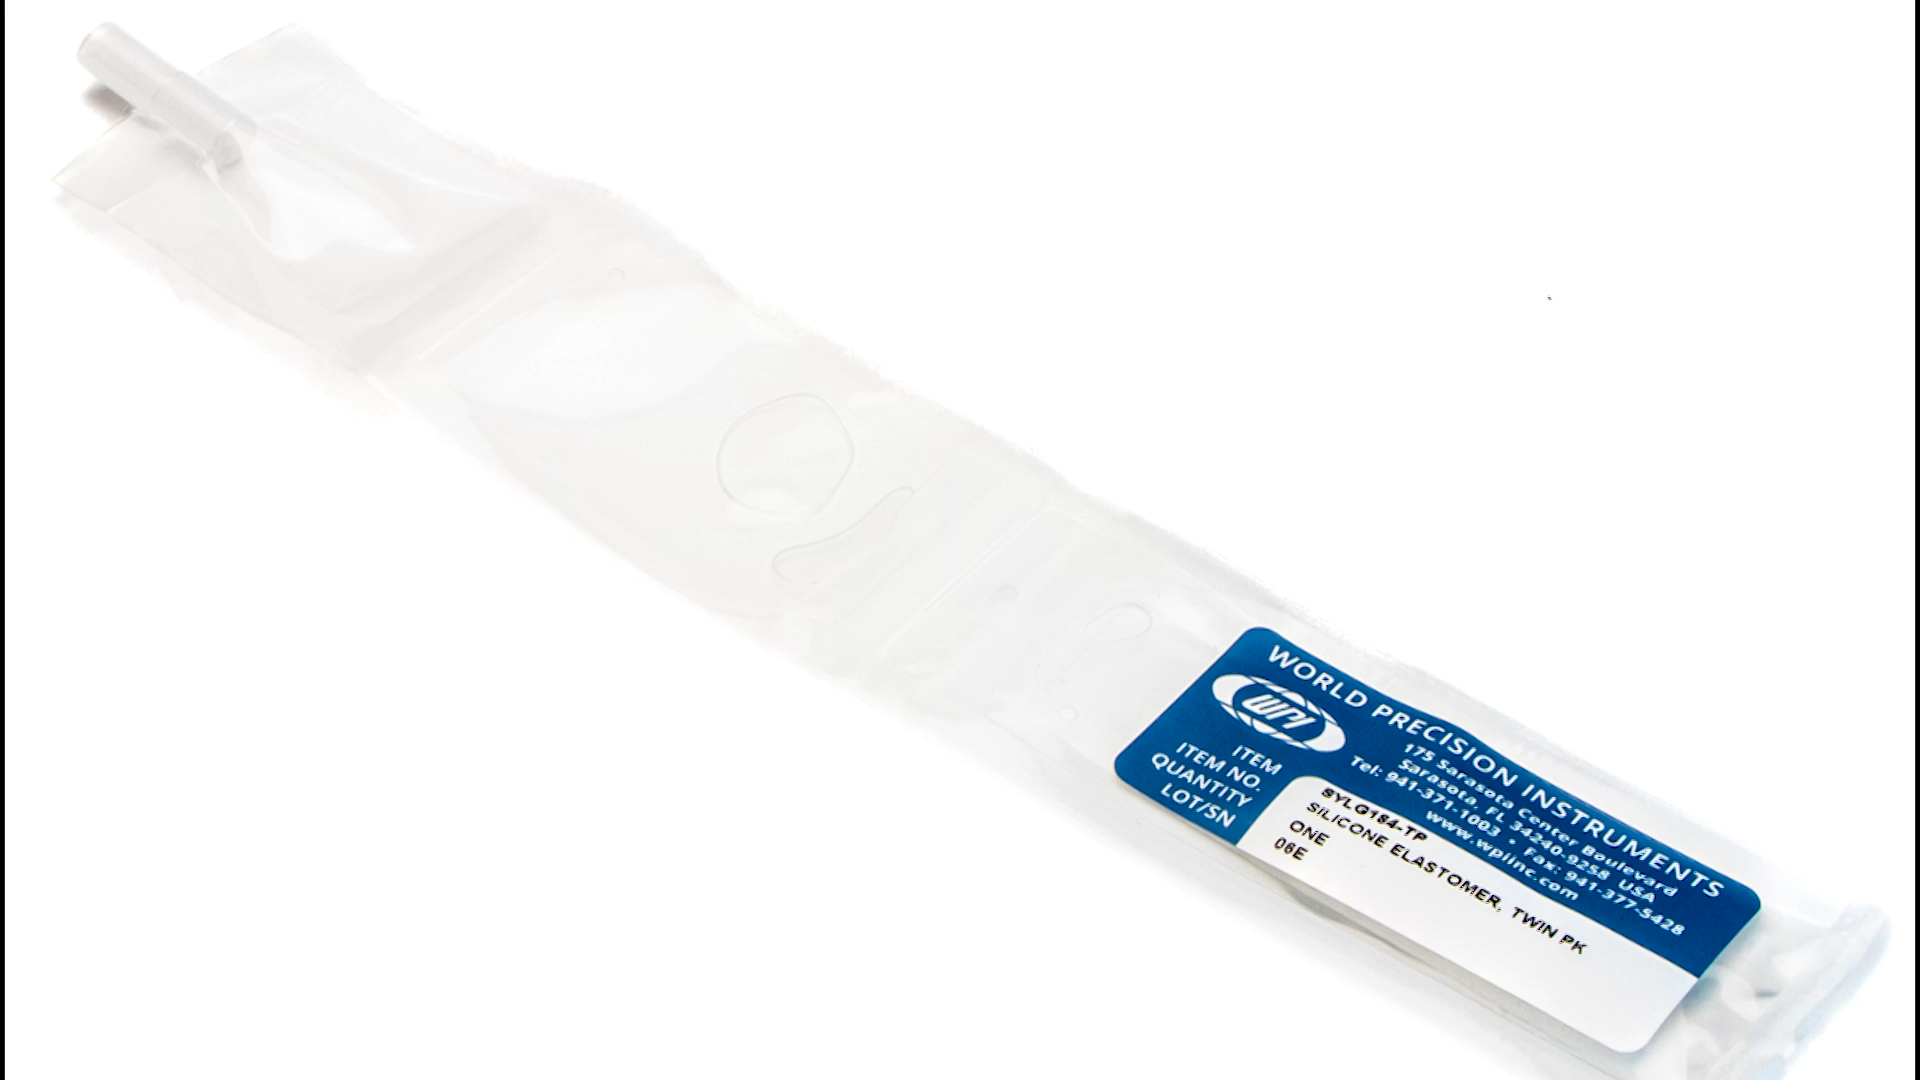 WORLD PRECISION INSTRUMENTS
WPI
175 Sarasota Center Boulevard
Sarasota, FL 34240-9258 USA
Tel: 941-371-1003 • Fax: 941-377-5428
www.wpiinc.com
ITEM
ITEM NO.
QUANTITY
LOT/SN
SYLG184-TP
SILICONE ELASTOMER, TWIN PK
ONE
06E